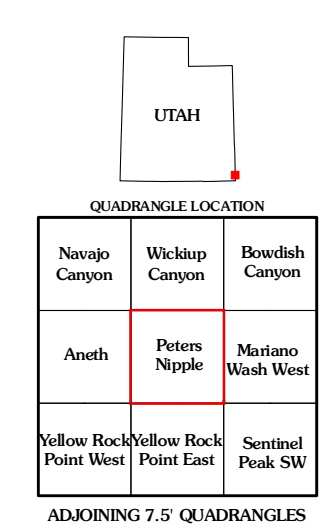 UTAH
QUADRANGLE LOCATION
Navajo
Canyon
Wickiup
Canyon
Bowdish
Canyon
Aneth
Peters
Nipple
Mariano
Wash West
Yellow Rock
Point West
Yellow Rock
Point East
Sentinel
Peak SW
ADJOINING 7.5' QUADRANGLES